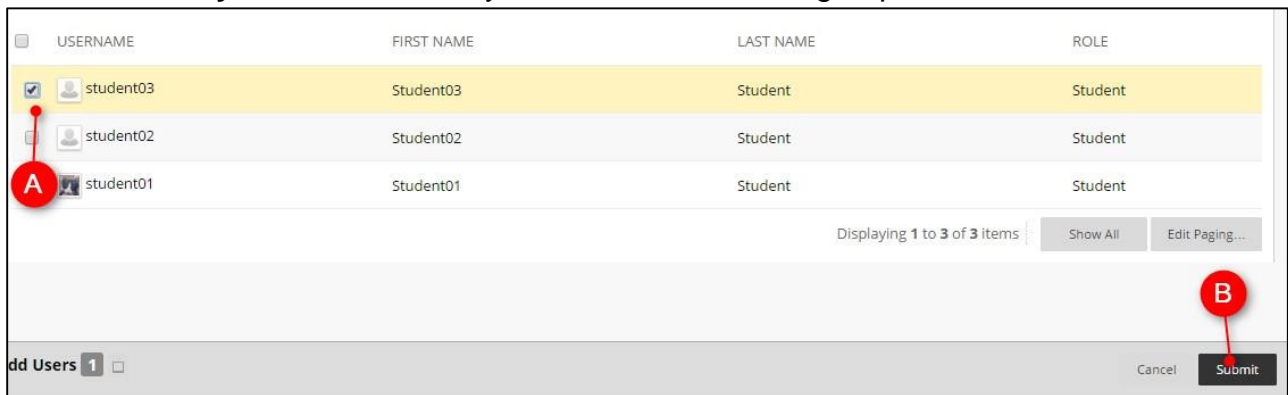 USERNAME FIRST NAME LAST NAME ROLE
student03 Student03 Student Student
student02 Student02 Student Student
A
student01 Student01 Student Student
Displaying 1 to 3 of 3 items Show All Edit Paging...
B
dd Users 1 Cancel Submit